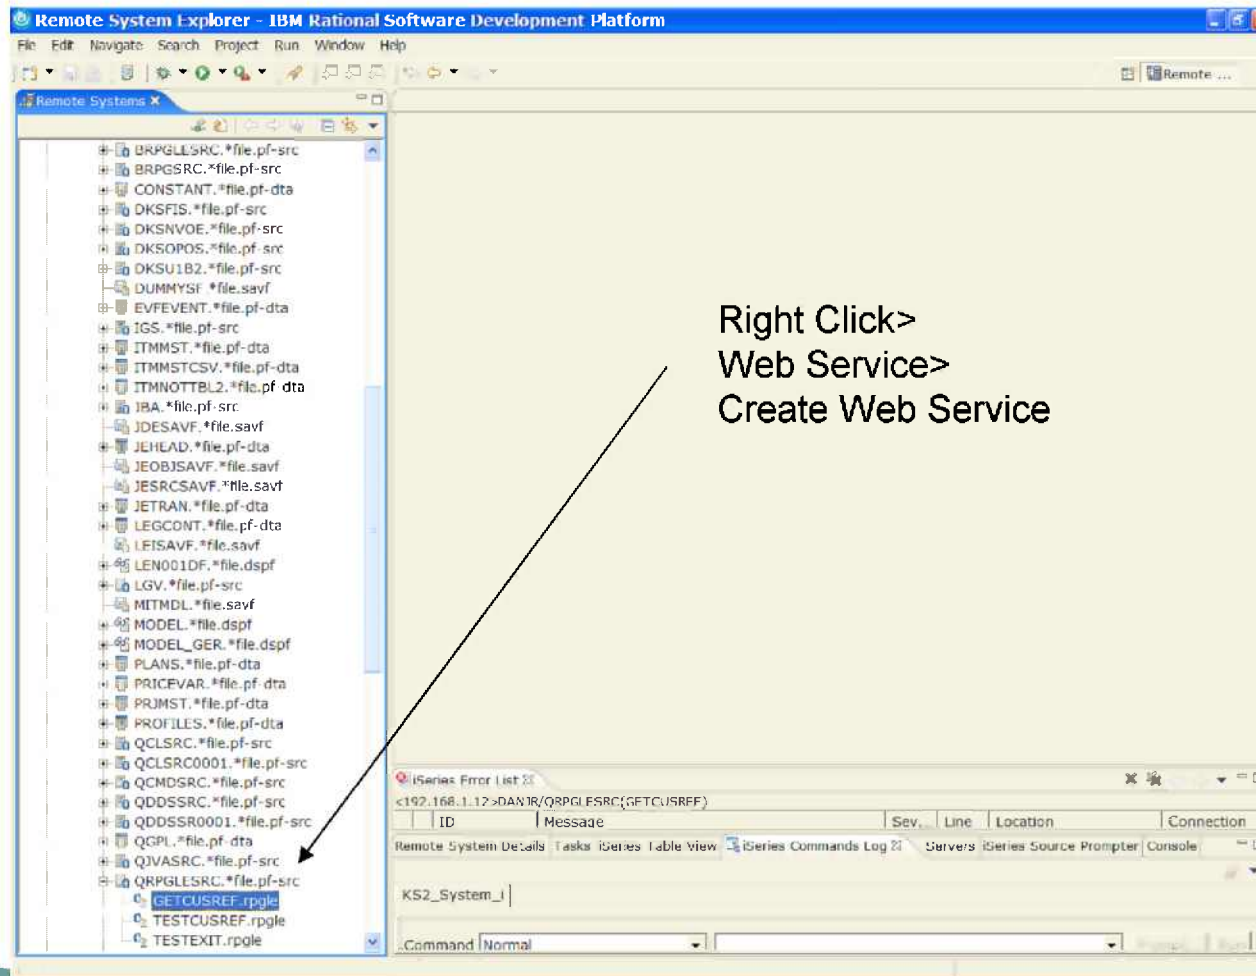 Remote System Explorer - IBM Rational Software Development Platform
File Edit Navigate Search Project Run Window Help
Remote ...
Remote Systems
BRPGLESRC.*file.pf-src
BRPGSRC.*file.pf-src
CONSTANT.*file.pf-dta
DKSFIS.*file.pf-src
DKSNVOE.*file.pf-src
DKSOPOS.*file.pf-src
DKSU1B2.*file.pf-src
DUMMYSF.*file.savf
EVFEVENT.*file.pf-dta
IGS.*file.pf-src
ITMMST.*file.pf-dta
ITMMSTCSV.*file.pf-dta
ITMNOTTBL2.*file.pf-dta
JBA.*file.pf-src
JDESAVF.*file.savf
JEHEAD.*file.pf-dta
JEOBJSAVF.*file.savf
JESRCSAVF.*file.savf
JETRAN.*file.pf-dta
LEGCONT.*file.pf-dta
LEISAVF.*file.savf
LEN001DF.*file.dspf
LGV.*file.pf-src
MITMDL.*file.savf
MODEL.*file.dspf
MODEL_GER.*file.dspf
PLANS.*file.pf-dta
PRICEVAR.*file.pf-dta
PRJMST.*file.pf-dta
PROFILES.*file.pf-dta
QCLSRC.*file.pf-src
QCLSRC0001.*file.pf-src
QCMDSRC.*file.pf-src
QDDSSRC.*file.pf-src
QDDSSR0001.*file.pf-src
QGPL.*file.pf-dta
QJVASRC.*file.pf-src
QRPGLESRC.*file.pf-src
GETCUSREF.rpgle
TESTCUSREF.rpgle
TESTEXIT.rpgle
Right Click>
Web Service>
Create Web Service
iSeries Error List
<192.168.1.12>DANJR/QRPGLESRC(GETCUSREF)
ID Message Sev... Line Location Connection
Remote System Details Tasks iSeries Table View iSeries Commands Log Servers iSeries Source Prompter Console
KS2_System_i
Command Normal